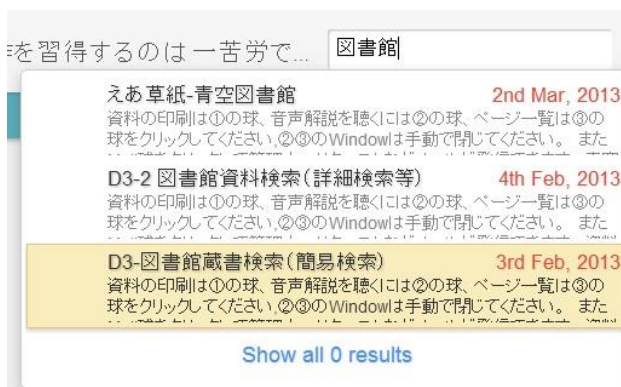 を習得するのは一苦労で... 図書館
えあ草紙-青空図書館 2nd Mar, 2013
資料の印刷は①の球、音声解説を聴くには②の球、ページ一覧は③の
球をクリックしてください,②③のWindowlは手動で閉じてください。 また
D3-2 図書館資料検索(詳細検索等) 4th Feb, 2013
資料の印刷は①の球、音声解説を聴くには②の球、ページ一覧は③の
球をクリックしてください,②③のWindowlは手動で閉じてください。 また
D3-図書館蔵書検索(簡易検索) 3rd Feb, 2013
資料の印刷は①の球、音声解説を聴くには②の球、ページ一覧は③の
球をクリックしてください,②③のWindowlは手動で閉じてください。 また
Show all 0 results